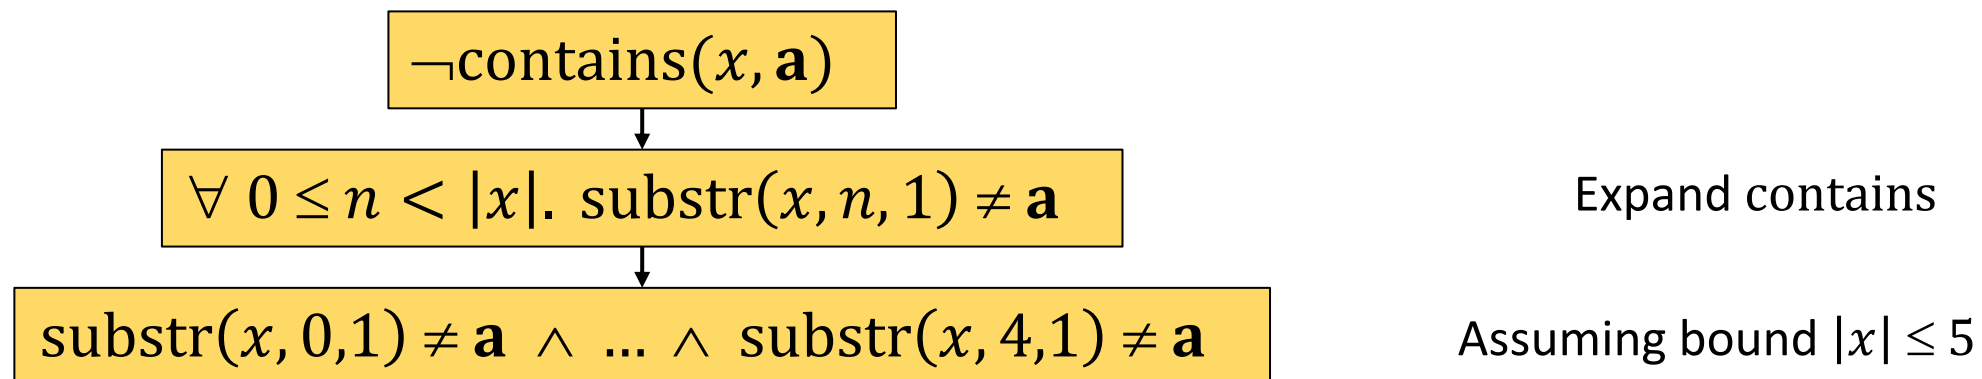 ¬contains(x, a)
∀ 0 ≤ n < |x|. substr(x, n, 1) ≠ a
Expand contains
substr(x, 0,1) ≠ a ∧ … ∧ substr(x, 4,1) ≠ a
Assuming bound |x| ≤ 5